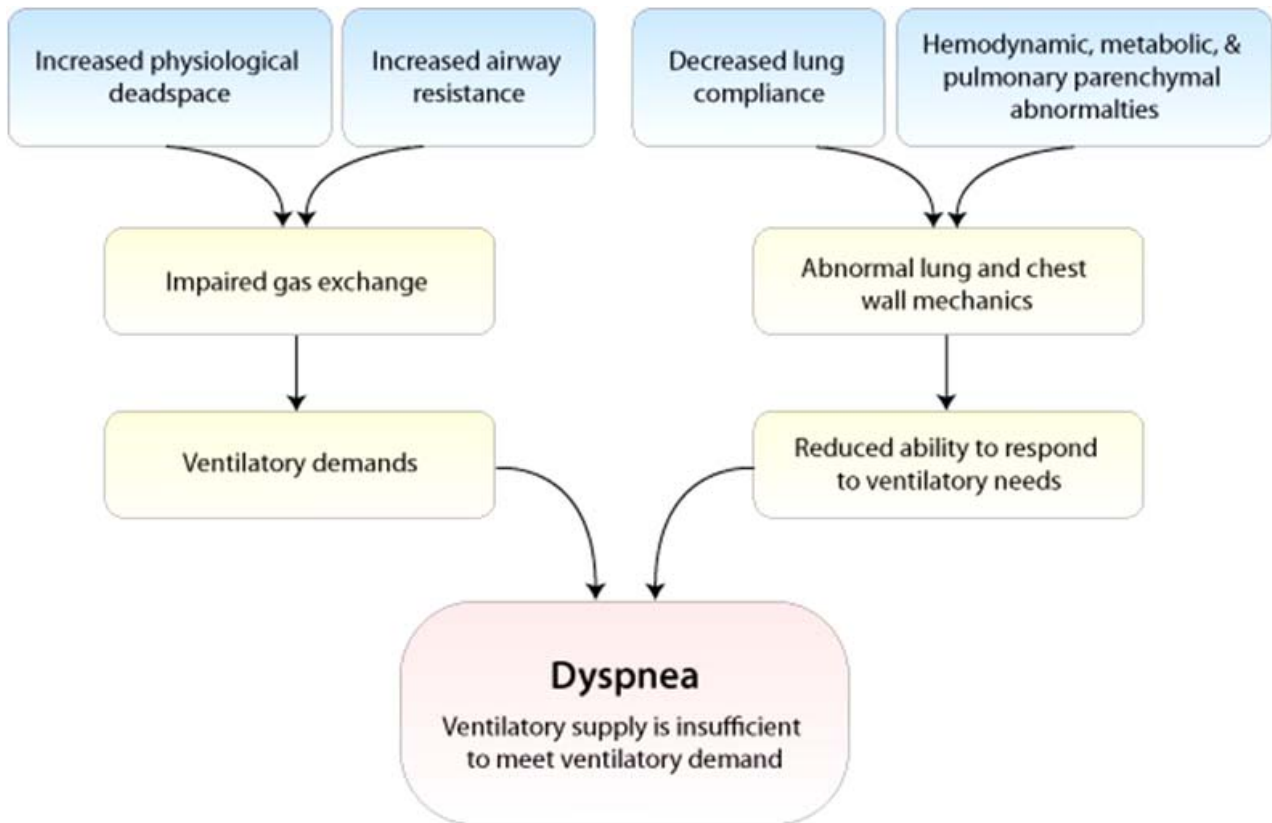 Increased physiological
deadspace
Increased airway
resistance
Decreased lung
compliance
Hemodynamic, metabolic, &
pulmonary parenchymal
abnormalties
Impaired gas exchange
Abnormal lung and chest
wall mechanics
Ventilatory demands
Reduced ability to respond
to ventilatory needs
Dyspnea
Ventilatory supply is insufficient
to meet ventilatory demand